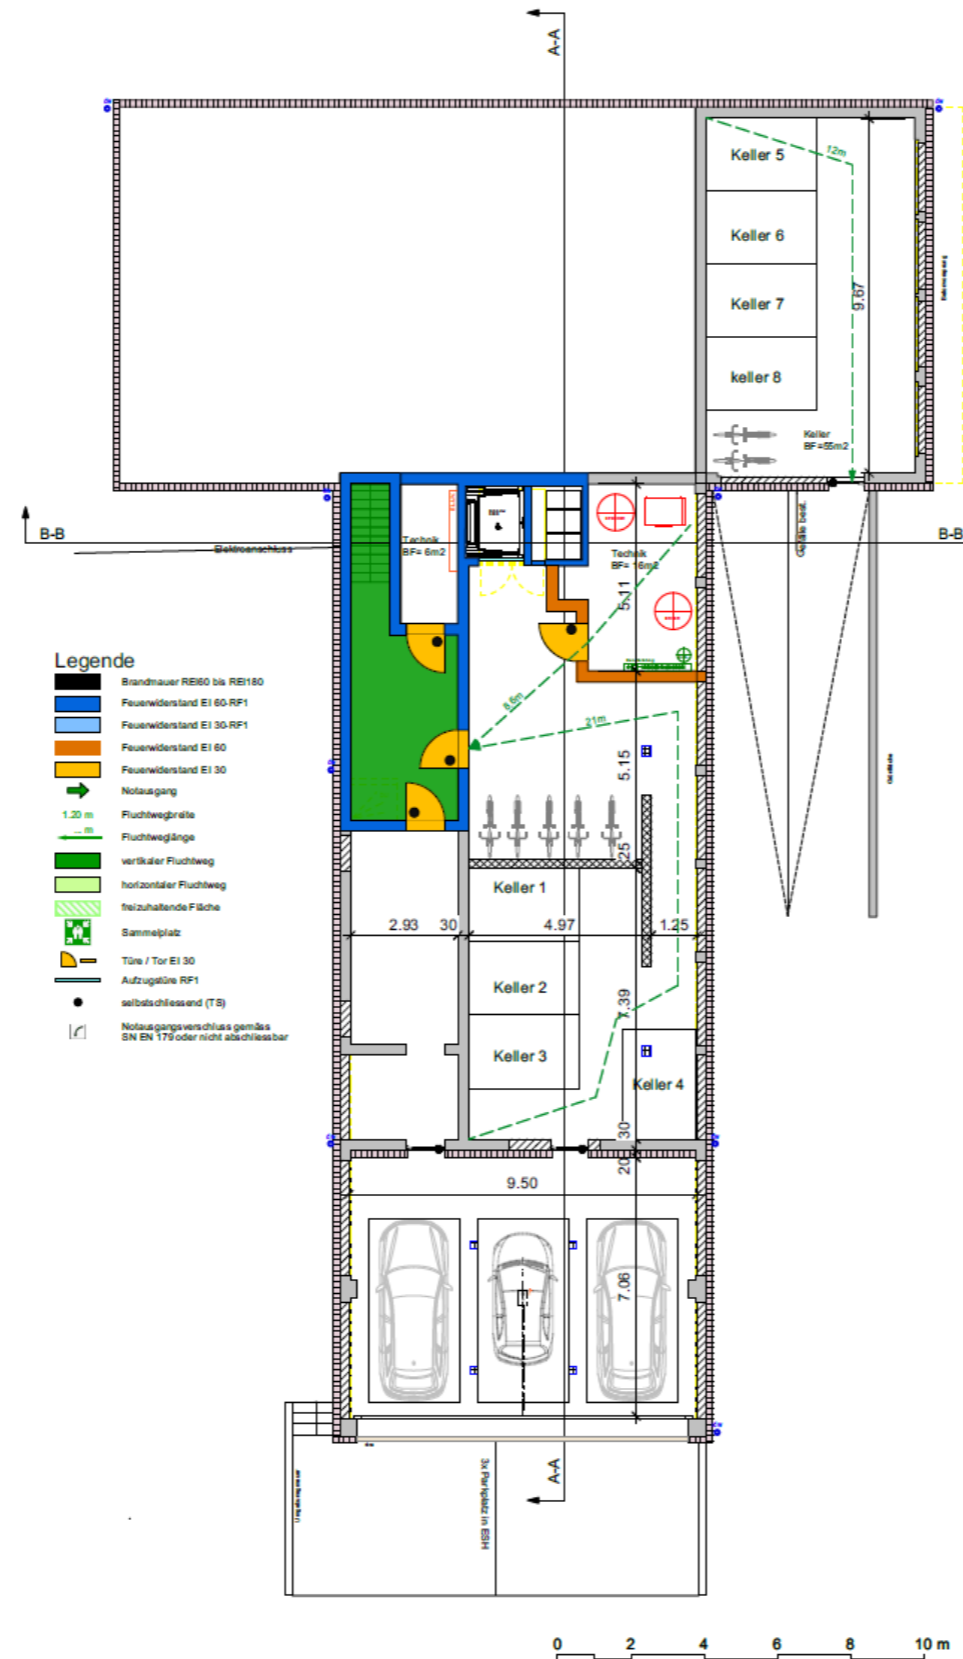 A-A
Keller 5
12m
Keller 6
Keller 7
9.67
keller 8
Keller
BF=55m2
B-B
B-B
Elektroanschluss
Technik
BF= 6m2
Technik
BF= 16m2
5.11
Gefälle best.
8.6m
21m
5.15
25
Keller 1
2.93
30
4.97
1.25
Keller 2
7.39
Keller 3
Keller 4
30
20
9.50
7.06
A-A
3x Parkplatz in ESH
Legende
Brandmauer REI60 bis REI180
Feuerwiderstand EI 60-RF1
Feuerwiderstand EI 30-RF1
Feuerwiderstand EI 60
Feuerwiderstand EI 30
Notausgang
1.20 m Fluchtwegbreite
... m Fluchtweglänge
vertikaler Fluchtweg
horizontaler Fluchtweg
freizuhaltende Fläche
Sammelplatz
Türe / Tor EI 30
Aufzugstüre RF1
selbstschliessend (TS)
Notausgangsverschluss gemäss
SN EN 179 oder nicht abschliessbar
0 2 4 6 8 10 m